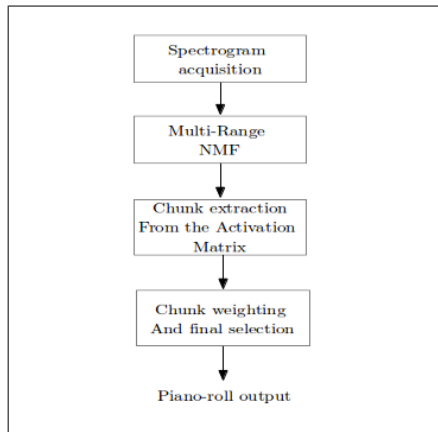 Spectrogram
acquisition
Multi-Range
NMF
Chunk extraction
From the Activation
Matrix
Chunk weighting
And final selection
Piano-roll output